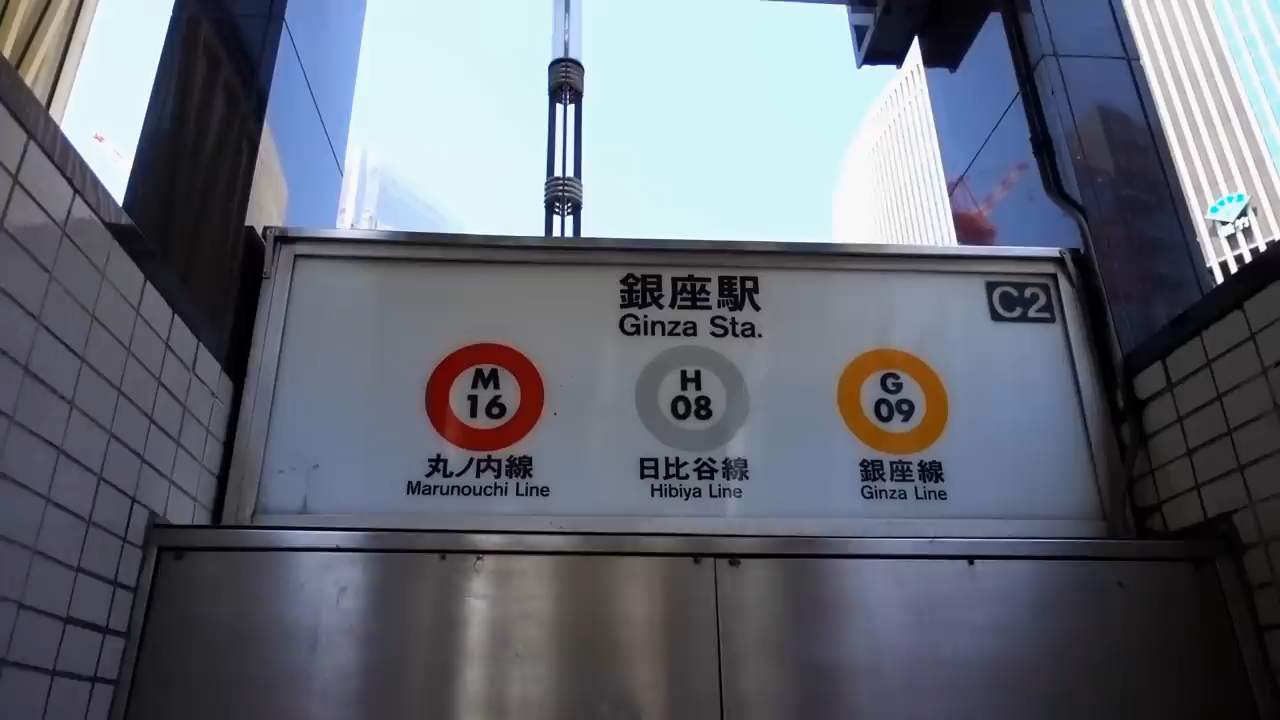 銀座駅
Ginza Sta.
C2
M
16
H
08
G
09
丸ノ内線
日比谷線
銀座線
Marunouchi Line
Hibiya Line
Ginza Line